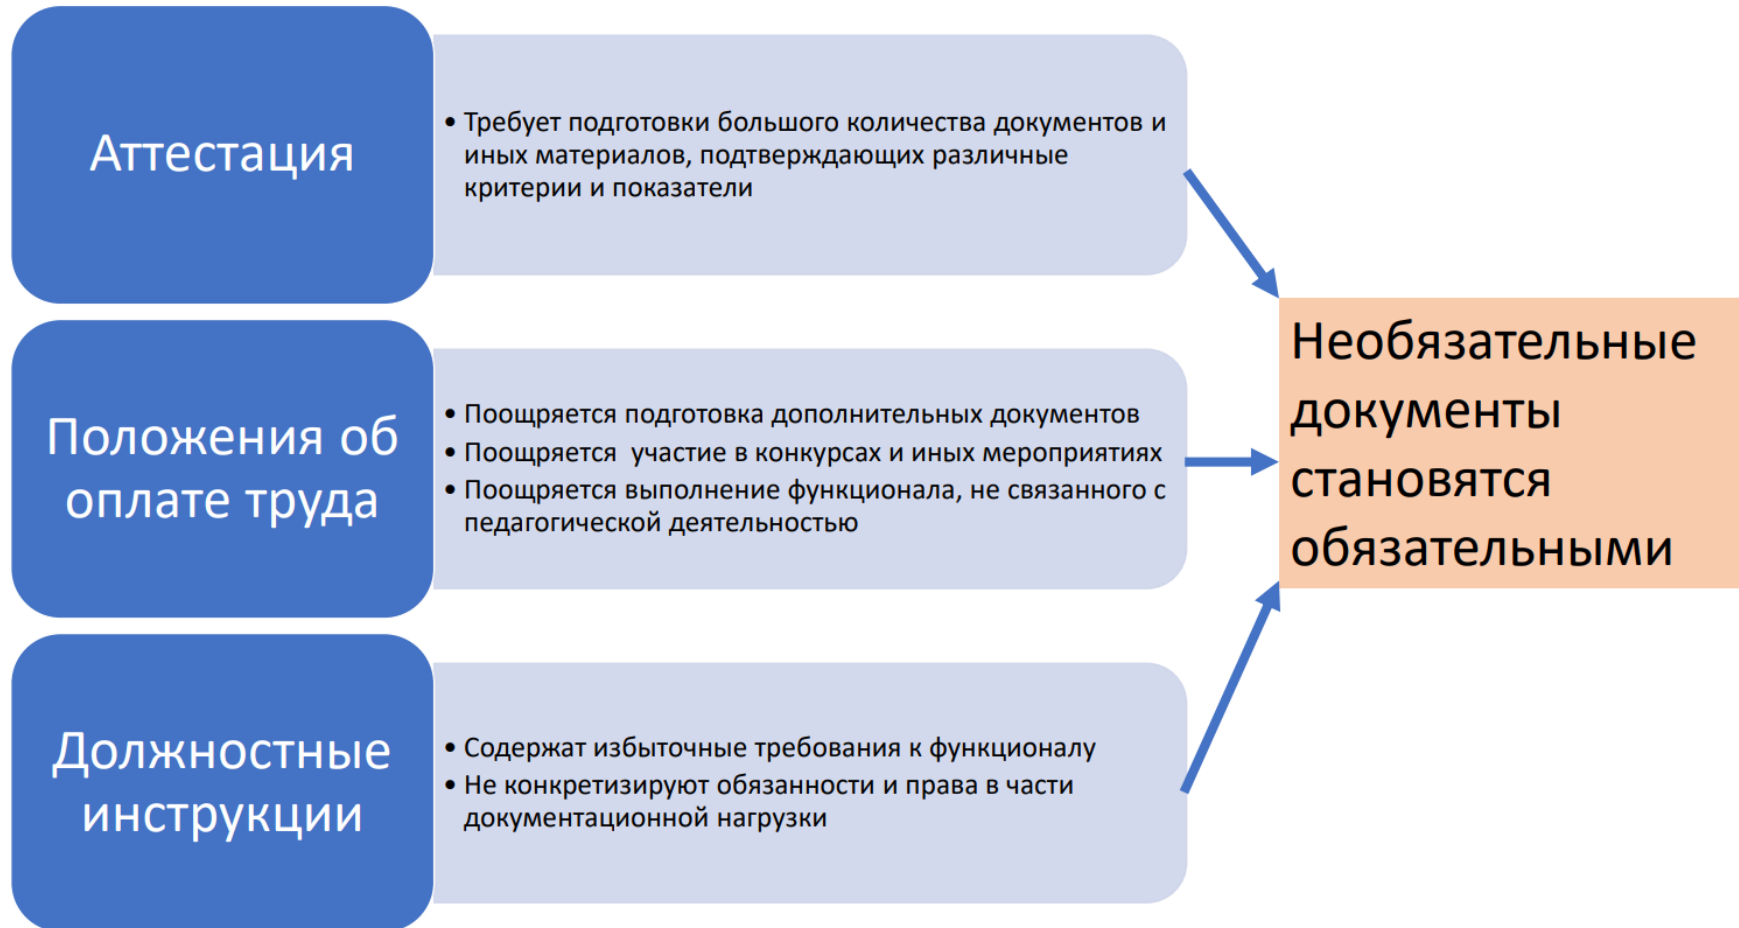 Аттестация
• Требует подготовки большого количества документов и
иных материалов, подтверждающих различные
критерии и показатели
Положения об
оплате труда
• Поощряется подготовка дополнительных документов
• Поощряется участие в конкурсах и иных мероприятиях
• Поощряется выполнение функционала, не связанного с
педагогической деятельностью
Должностные
инструкции
• Содержат избыточные требования к функционалу
• Не конкретизируют обязанности и права в части
документационной нагрузки
Необязательные
документы
становятся
обязательными